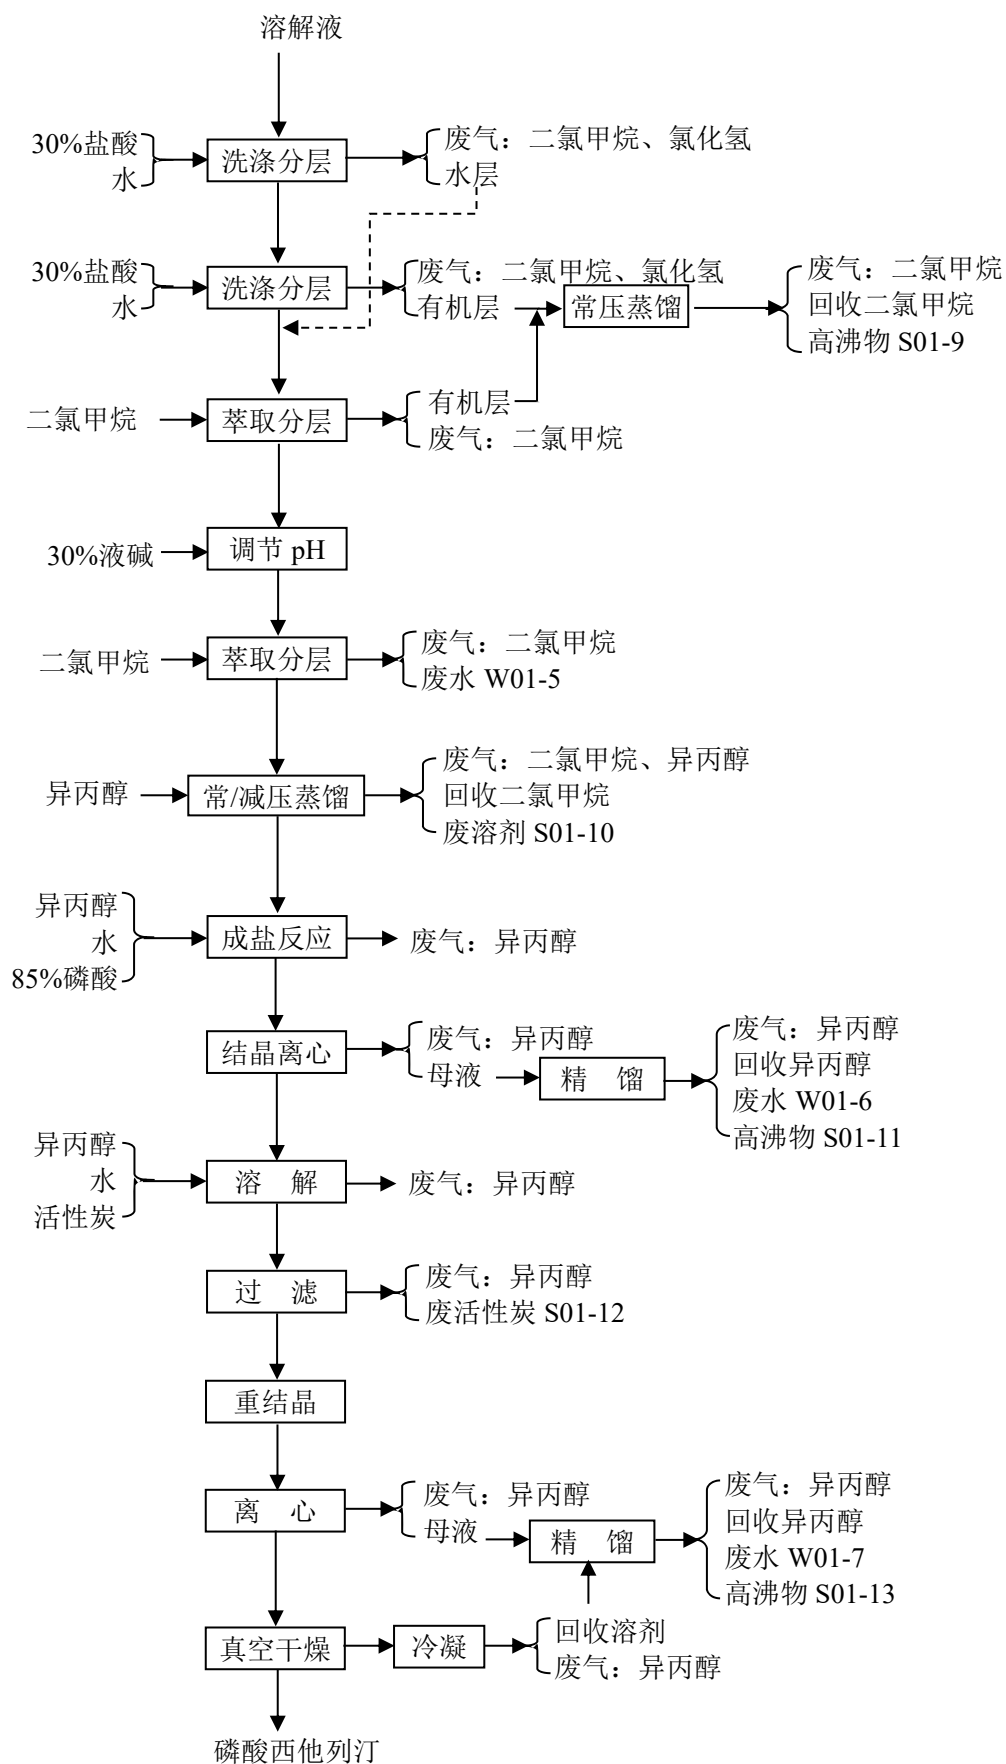 溶解液
30%盐酸
水
洗涤分层
废气：二氯甲烷、氯化氢
水层
30%盐酸
水
洗涤分层
废气：二氯甲烷、氯化氢
有机层
常压蒸馏
废气：二氯甲烷
回收二氯甲烷
高沸物 S01-9
二氯甲烷
萃取分层
有机层
废气：二氯甲烷
30%液碱
调节 pH
二氯甲烷
萃取分层
废气：二氯甲烷
废水 W01-5
异丙醇
常/减压蒸馏
废气：二氯甲烷、异丙醇
回收二氯甲烷
废溶剂 S01-10
异丙醇
水
85%磷酸
成盐反应
废气：异丙醇
结晶离心
废气：异丙醇
母液
精 馏
废气：异丙醇
回收异丙醇
废水 W01-6
高沸物 S01-11
异丙醇
水
活性炭
溶 解
废气：异丙醇
过 滤
废气：异丙醇
废活性炭 S01-12
重结晶
离 心
废气：异丙醇
母液
精 馏
废气：异丙醇
回收异丙醇
废水 W01-7
高沸物 S01-13
真空干燥
冷凝
回收溶剂
废气：异丙醇
磷酸西他列汀